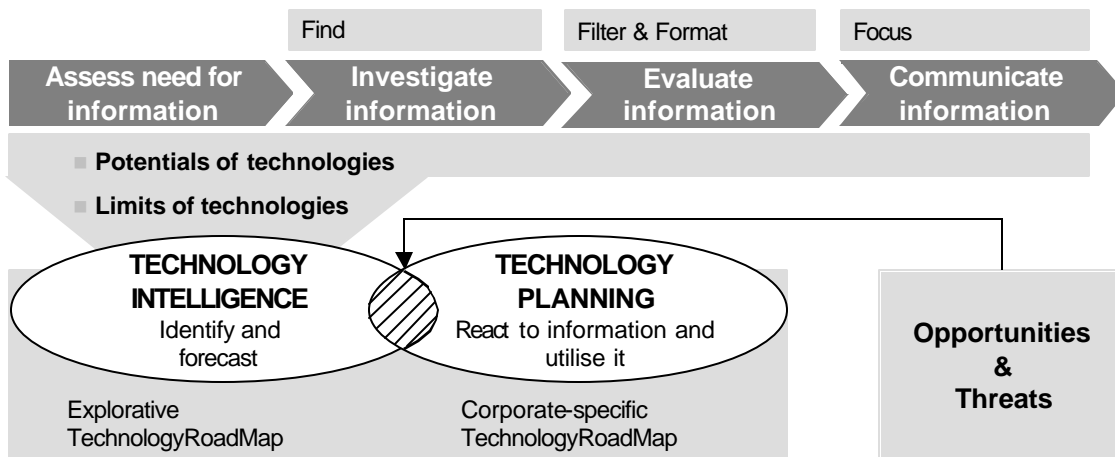 Find
Filter & Format
Focus
Assess need for
information
Investigate
information
Evaluate
information
Communicate
information
Potentials of technologies
Limits of technologies
TECHNOLOGY
INTELLIGENCE
Identify and
forecast
TECHNOLOGY
PLANNING
React to information and
utilise it
Opportunities
&
Threats
Explorative
TechnologyRoadMap
Corporate-specific
TechnologyRoadMap